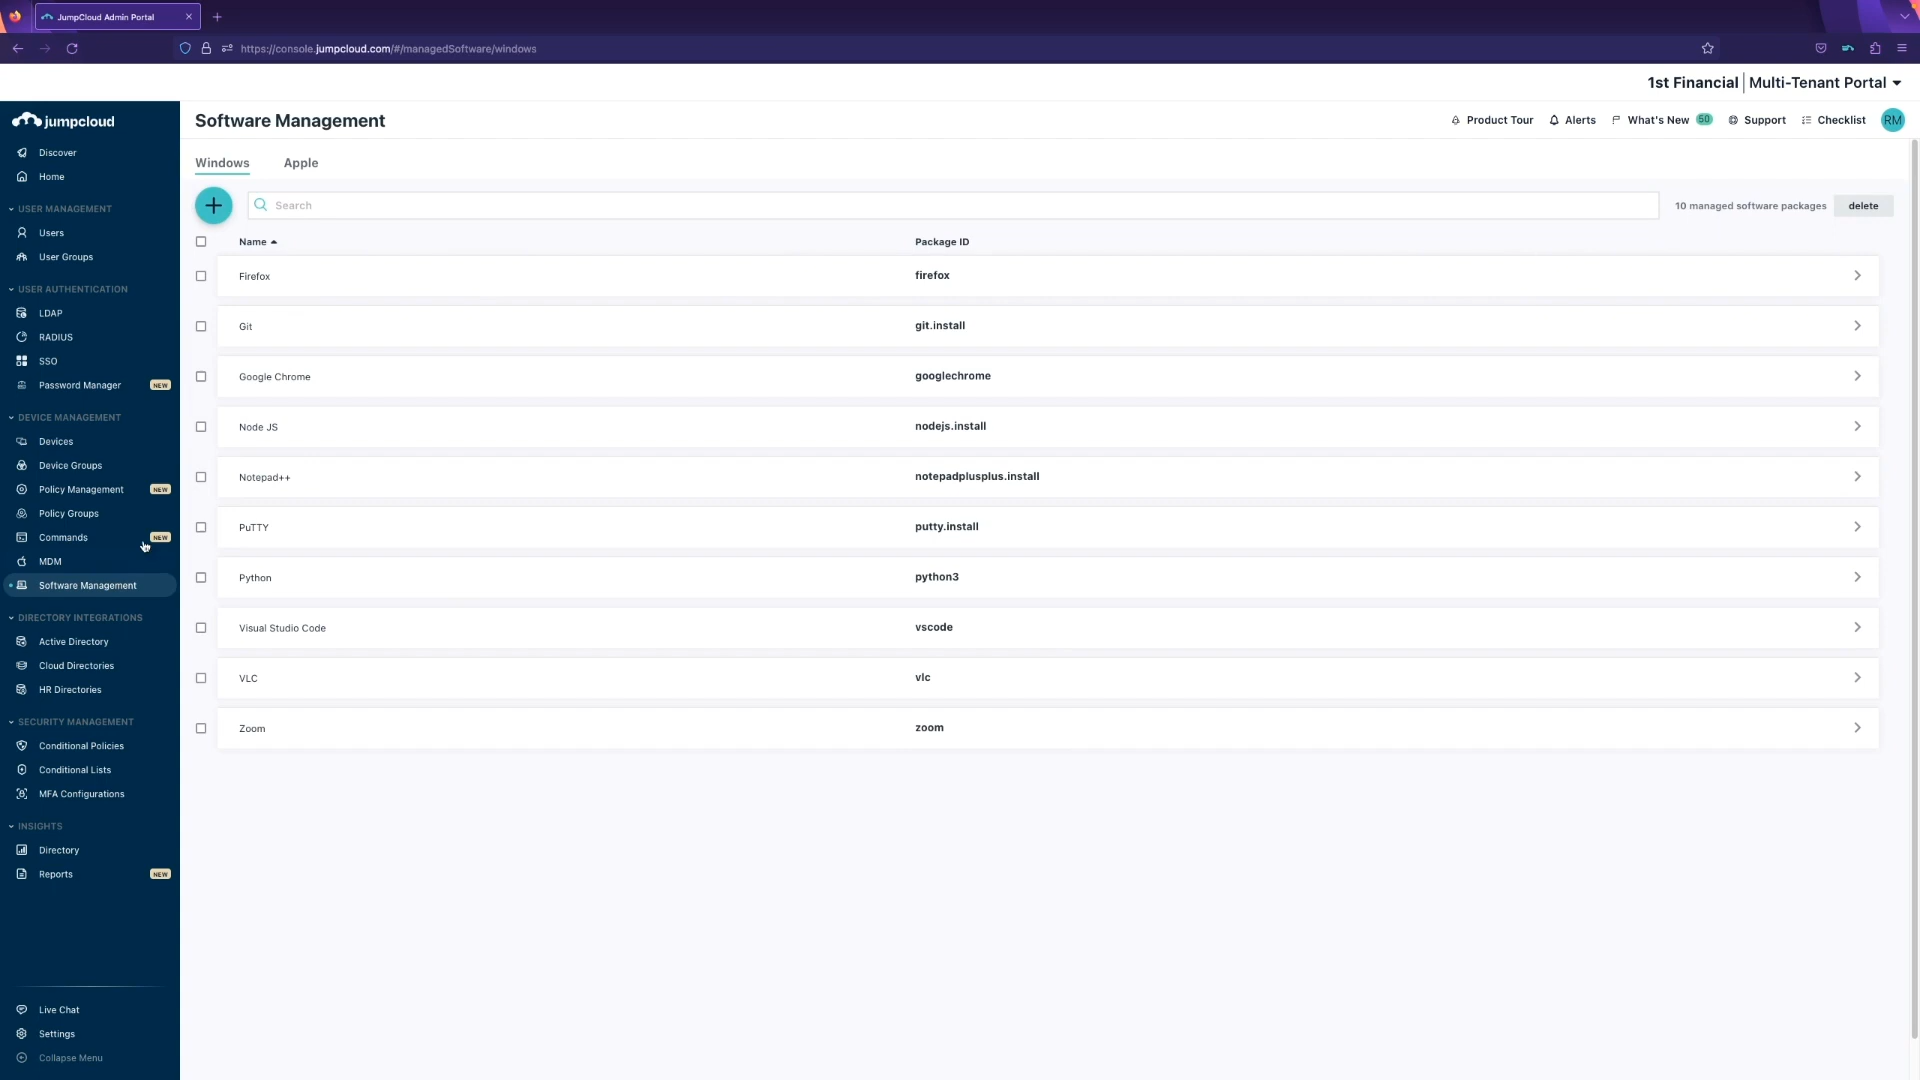 JumpCloud Admin Portal
https://console.jumpcloud.com/#/managedSoftware/windows
1st Financial | Multi-Tenant Portal
jumpcloud
Software Management
Product Tour
Alerts
What's New 50
Support
Checklist
RM
Discover
Home
USER MANAGEMENT
Users
User Groups
USER AUTHENTICATION
LDAP
RADIUS
SSO
Password Manager NEW
DEVICE MANAGEMENT
Devices
Device Groups
Policy Management NEW
Policy Groups
Commands NEW
MDM
Software Management
DIRECTORY INTEGRATIONS
Active Directory
Cloud Directories
HR Directories
SECURITY MANAGEMENT
Conditional Policies
Conditional Lists
MFA Configurations
INSIGHTS
Directory
Reports NEW
Live Chat
Settings
Collapse Menu
Windows Apple
Search
10 managed software packages delete
Name Package ID
Firefox firefox
Git git.install
Google Chrome googlechrome
Node JS nodejs.install
Notepad++ notepadplusplus.install
PuTTY putty.install
Python python3
Visual Studio Code vscode
VLC vlc
Zoom zoom